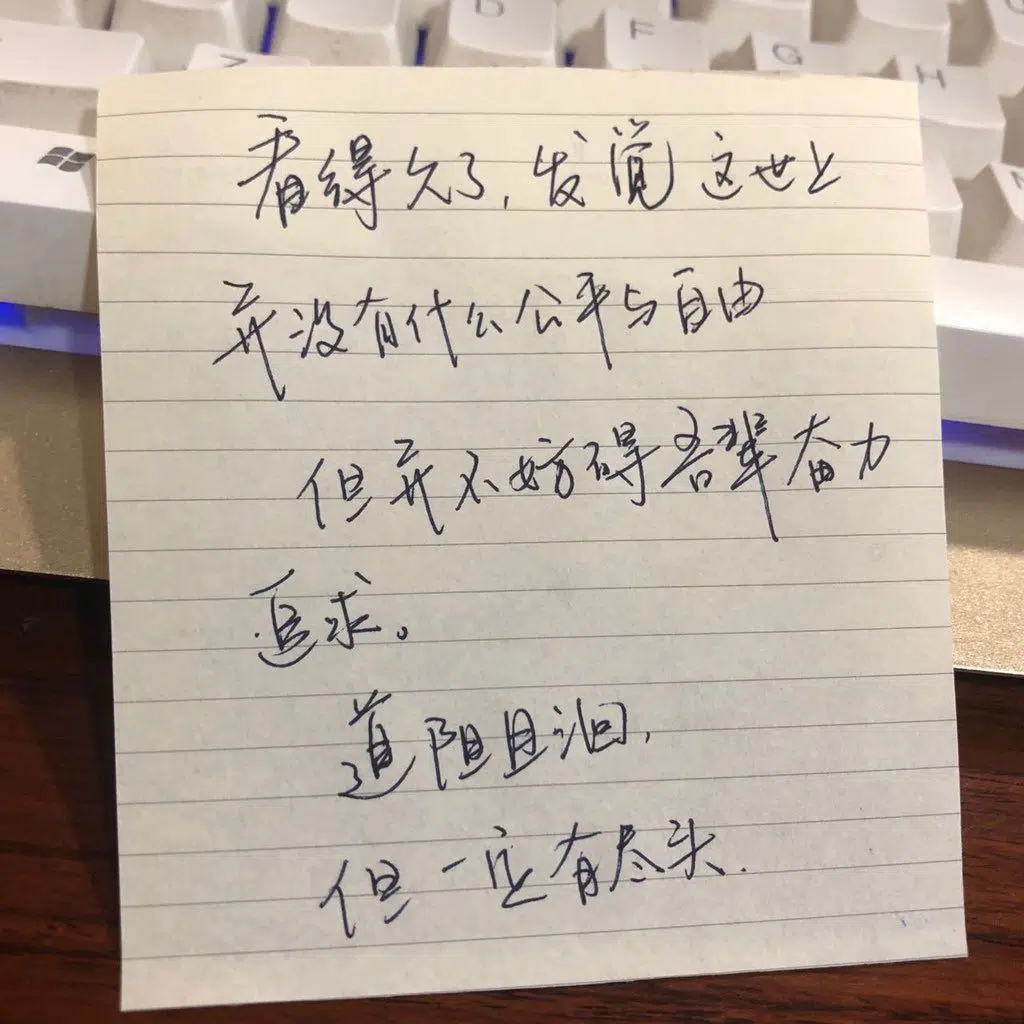 D
F
G
H
Z
看得久了,发觉这世上
并没有什么公平与自由
但并不妨碍吾辈奋力
追求。
道阻且洄,
但一定有尽头.